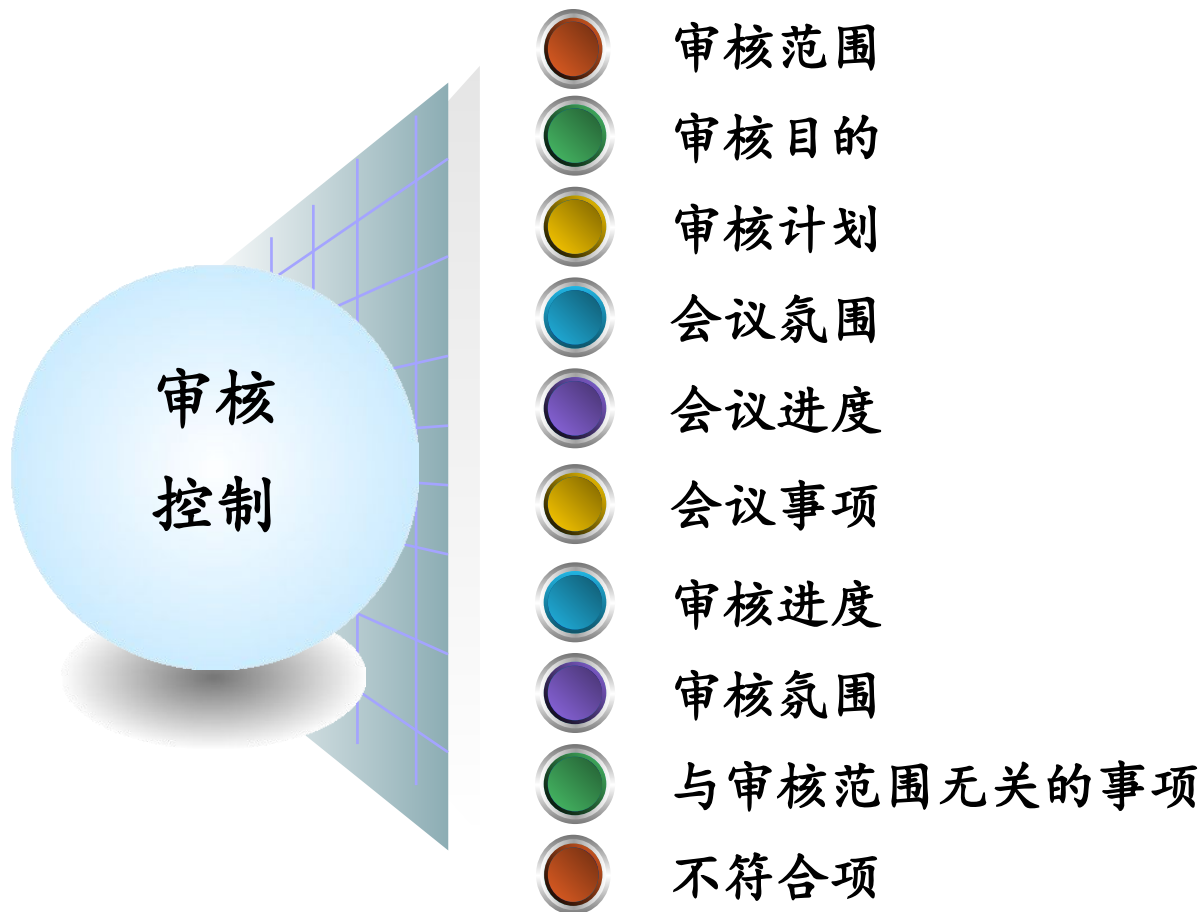 审核
控制
审核范围
审核目的
审核计划
会议氛围
会议进度
会议事项
审核进度
审核氛围
与审核范围无关的事项
不符合项